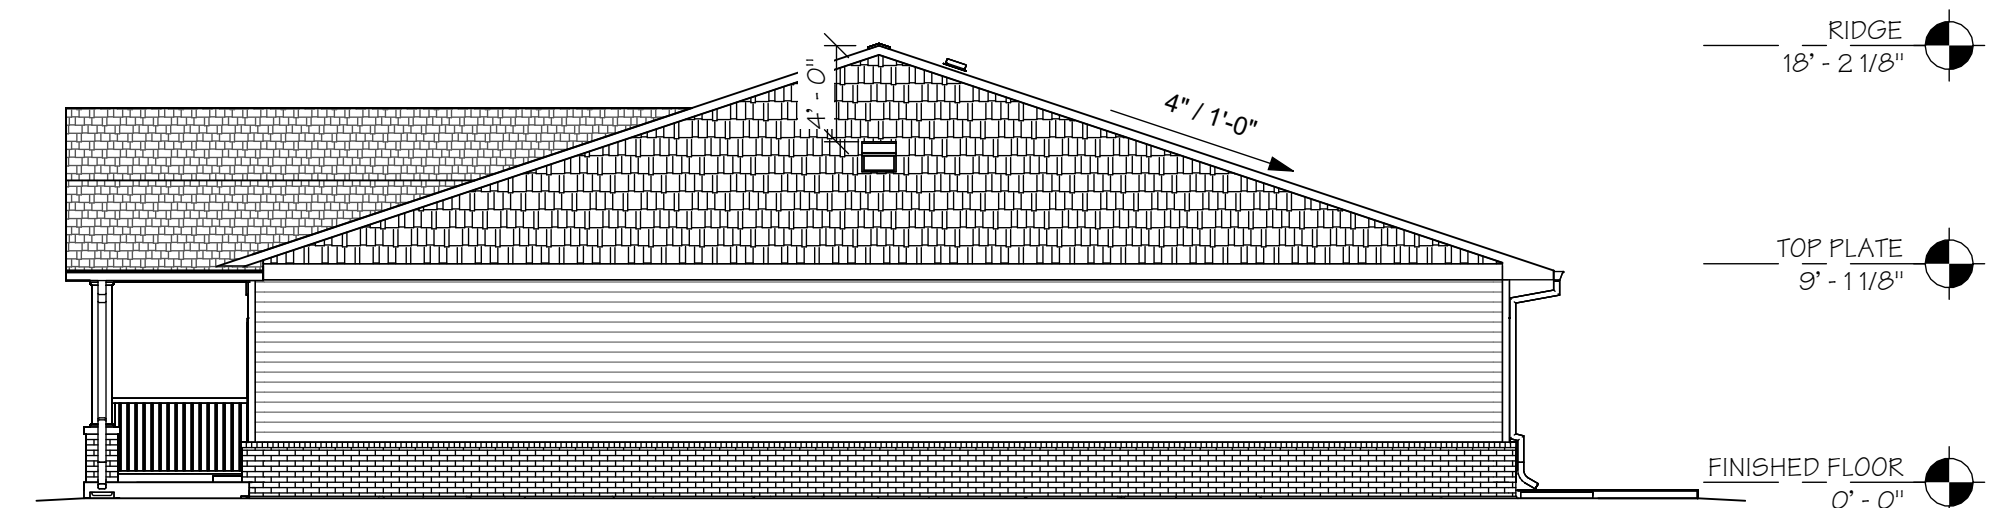 RIDGE
18' - 2 1/8"
4' - 0"
4" / 1'-0"
TOP PLATE
9' - 1 1/8"
FINISHED FLOOR
0' - 0"